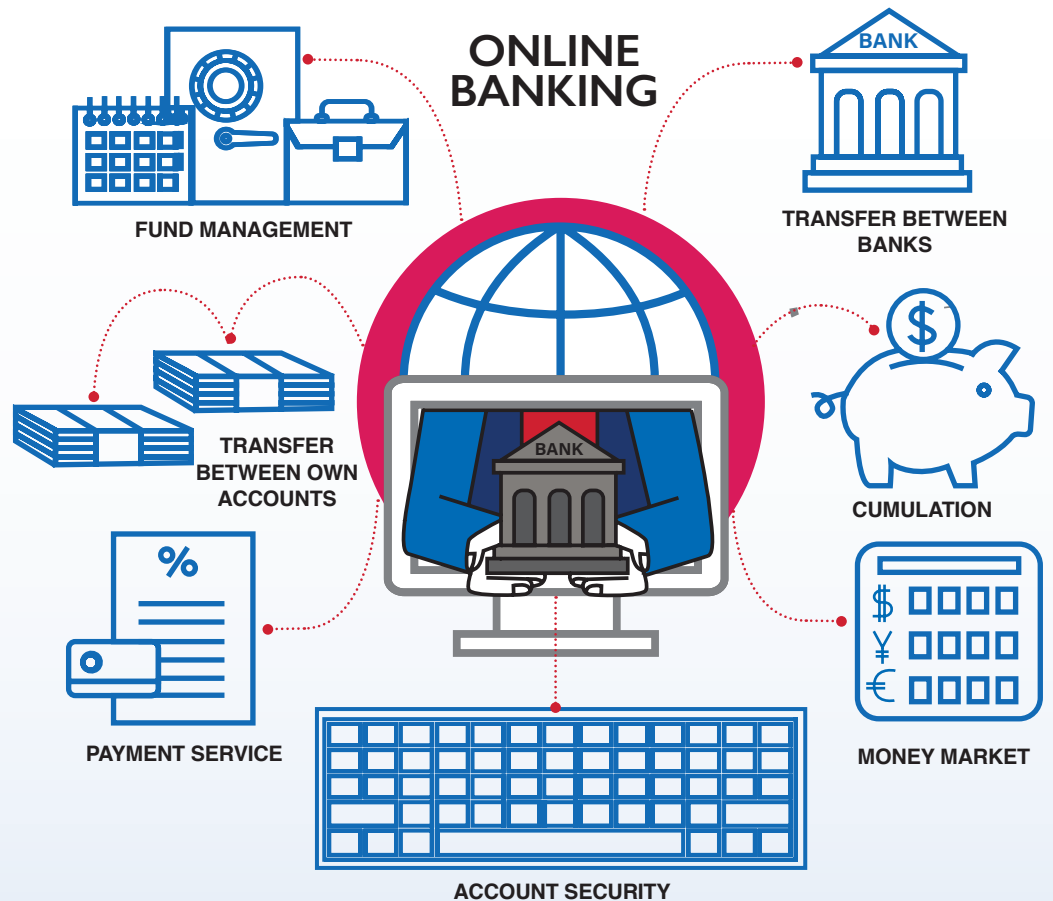 ONLINE
BANKING
BANK
FUND MANAGEMENT
TRANSFER BETWEEN
BANKS
$
TRANSFER
BETWEEN OWN
ACCOUNTS
BANK
CUMULATION
%
$
¥
€
PAYMENT SERVICE
MONEY MARKET
ACCOUNT SECURITY